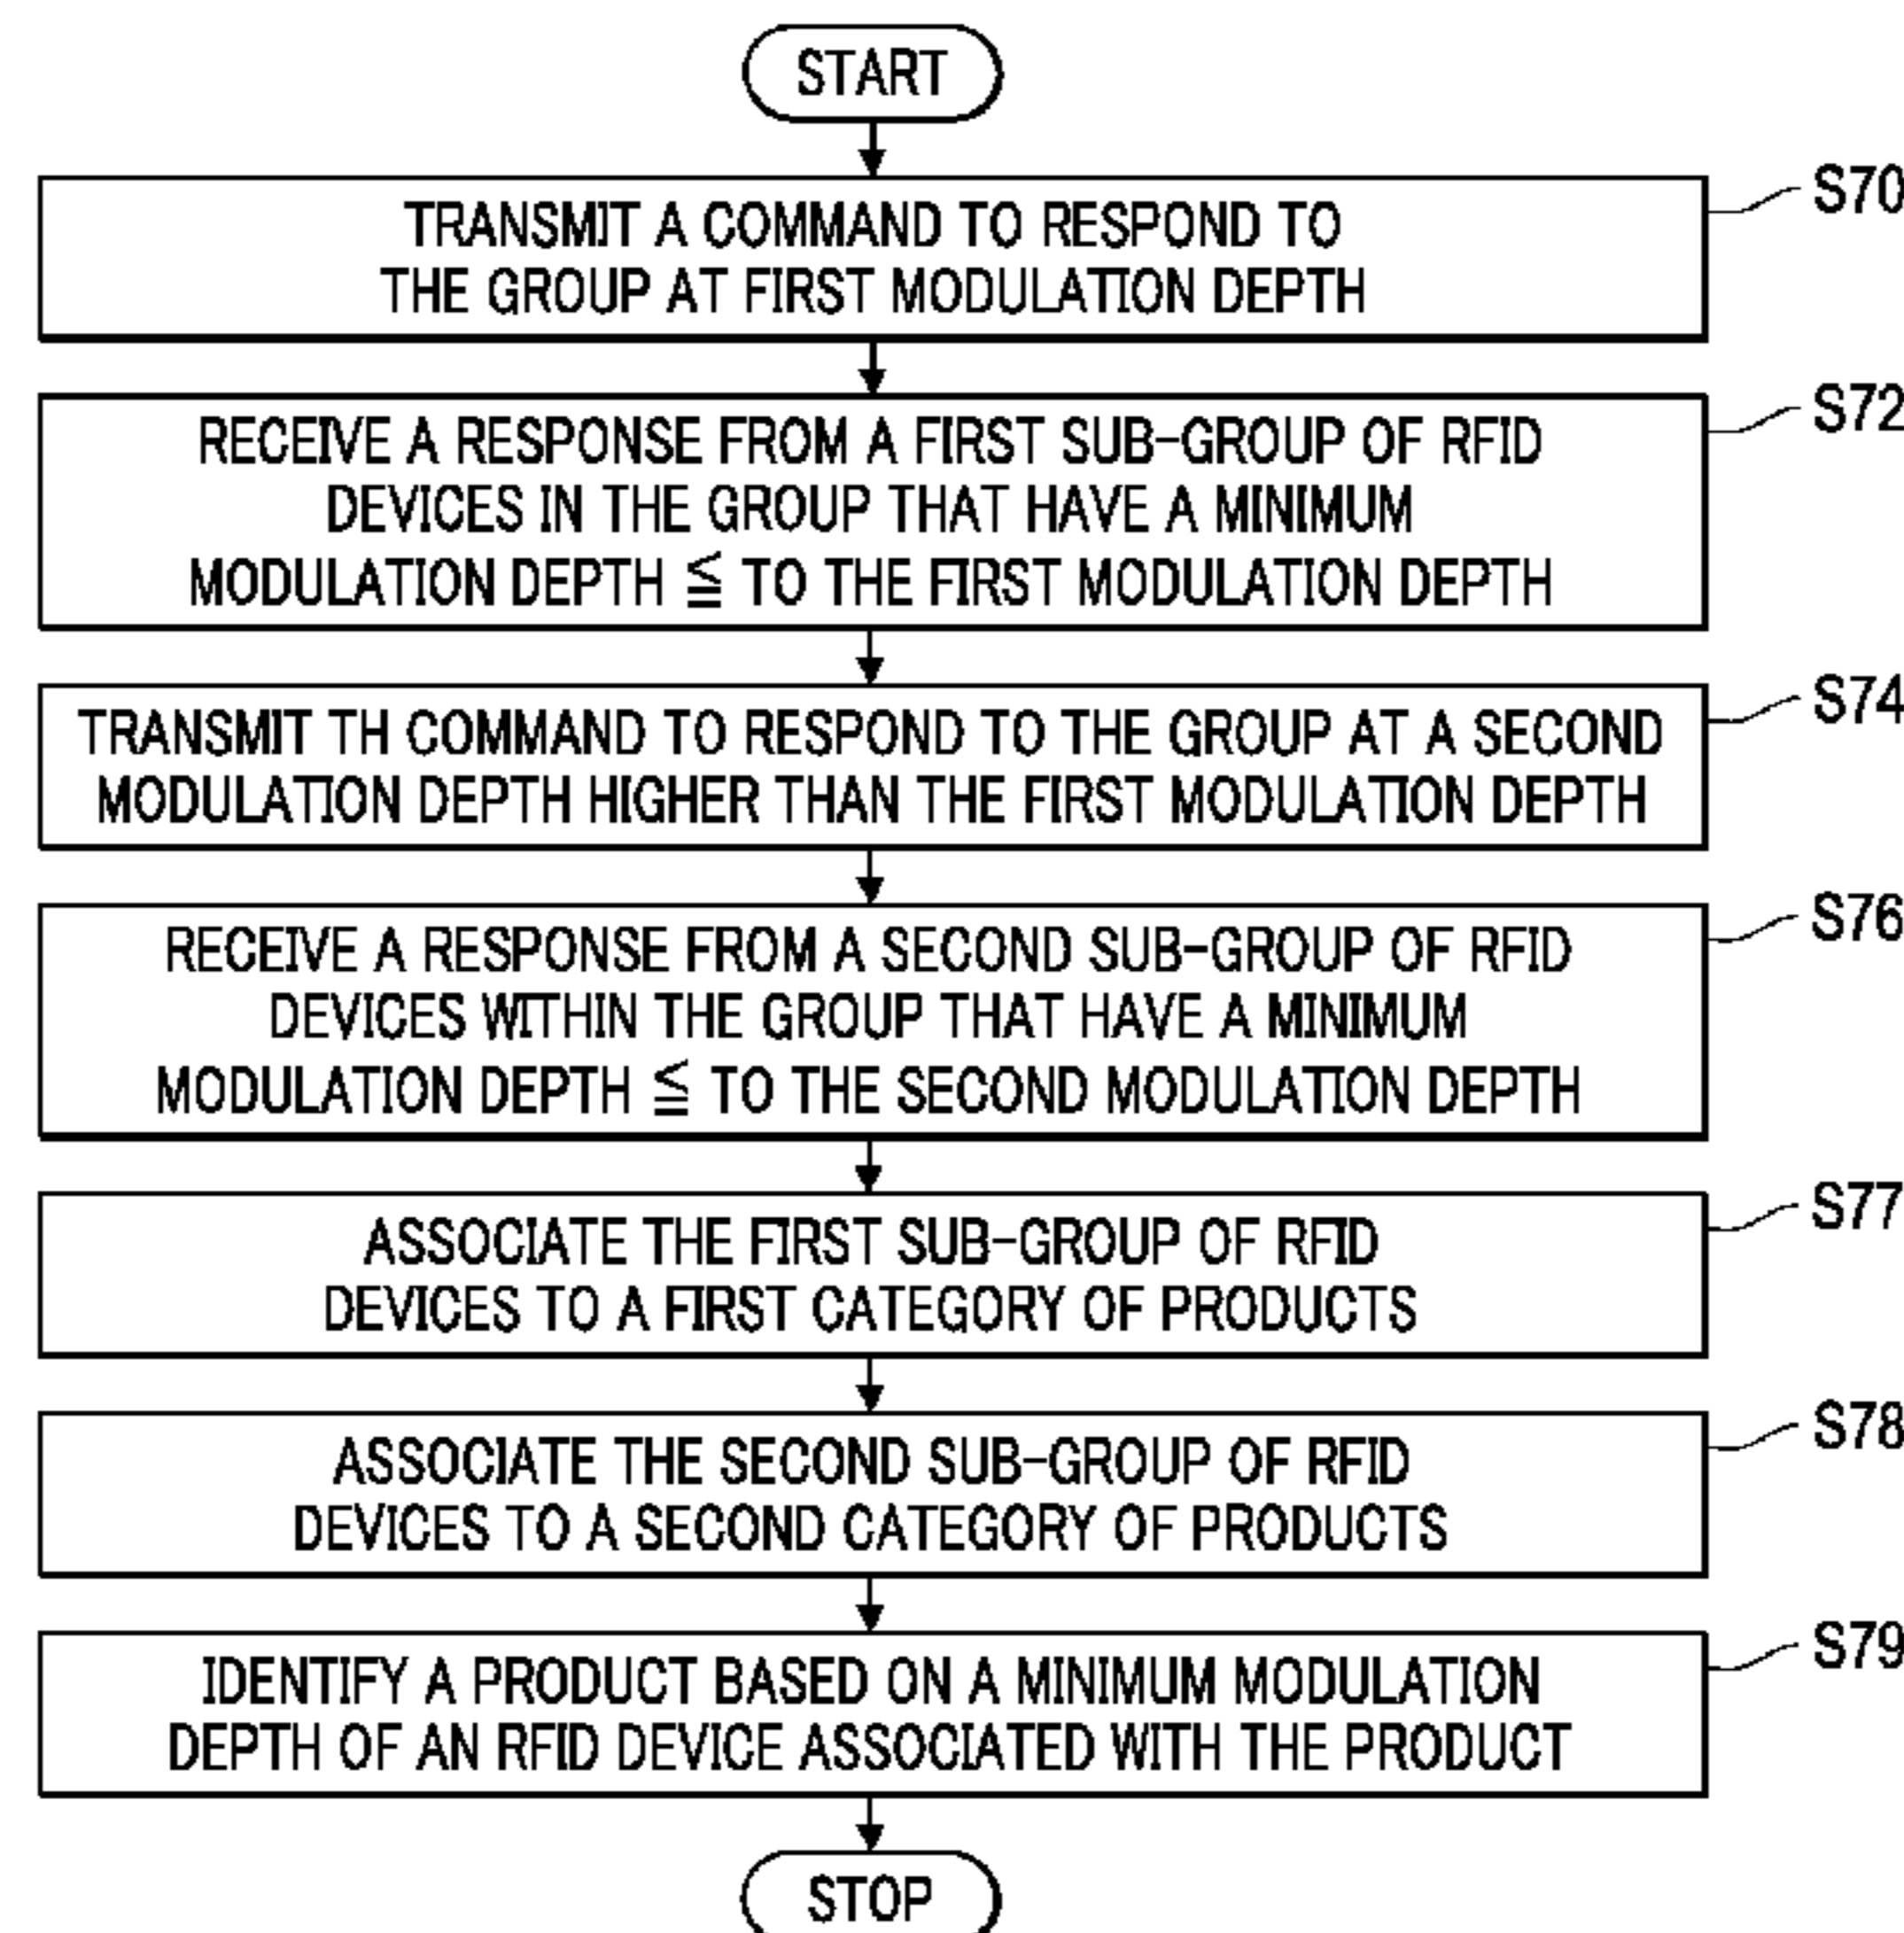 START
TRANSMIT A COMMAND TO RESPOND TO
THE GROUP AT FIRST MODULATION DEPTH
S70
RECEIVE A RESPONSE FROM A FIRST SUB-GROUP OF RFID
DEVICES IN THE GROUP THAT HAVE A MINIMUM
MODULATION DEPTH ≦ TO THE FIRST MODULATION DEPTH
S72
TRANSMIT TH COMMAND TO RESPOND TO THE GROUP AT A SECOND
MODULATION DEPTH HIGHER THAN THE FIRST MODULATION DEPTH
S74
RECEIVE A RESPONSE FROM A SECOND SUB-GROUP OF RFID
DEVICES WITHIN THE GROUP THAT HAVE A MINIMUM
MODULATION DEPTH ≦ TO THE SECOND MODULATION DEPTH
S76
ASSOCIATE THE FIRST SUB-GROUP OF RFID
DEVICES TO A FIRST CATEGORY OF PRODUCTS
S77
ASSOCIATE THE SECOND SUB-GROUP OF RFID
DEVICES TO A SECOND CATEGORY OF PRODUCTS
S78
IDENTIFY A PRODUCT BASED ON A MINIMUM MODULATION
DEPTH OF AN RFID DEVICE ASSOCIATED WITH THE PRODUCT
S79
STOP